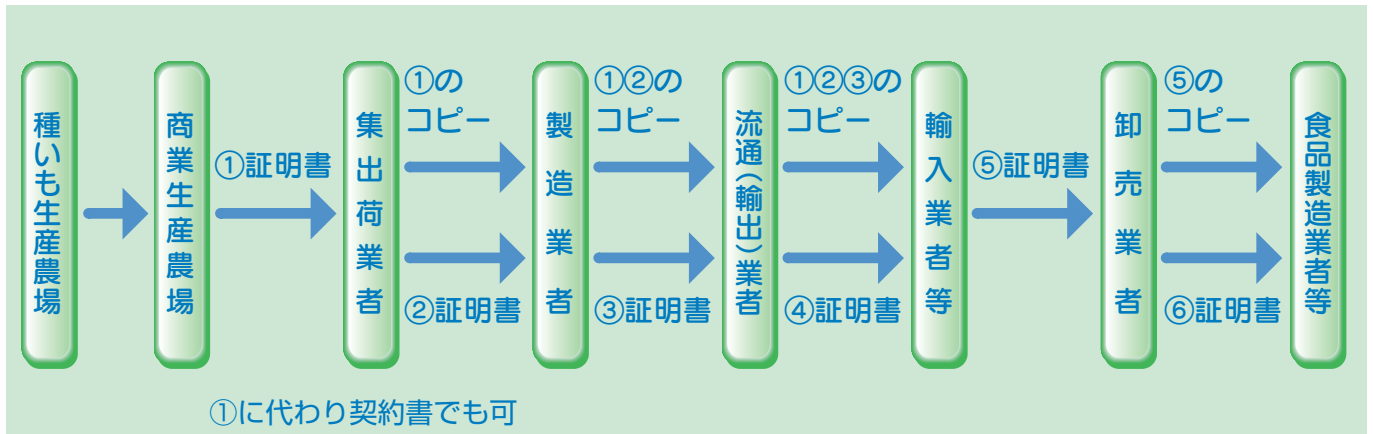 種いも生産農場
商業生産農場
①証明書
集出荷業者
①の
コピー
②証明書
製造業者
①②の
コピー
③証明書
流通(輸出)業者
①②③の
コピー
④証明書
輸入業者等
⑤証明書
卸売業者
⑤の
コピー
⑥証明書
食品製造業者等
①に代わり契約書でも可